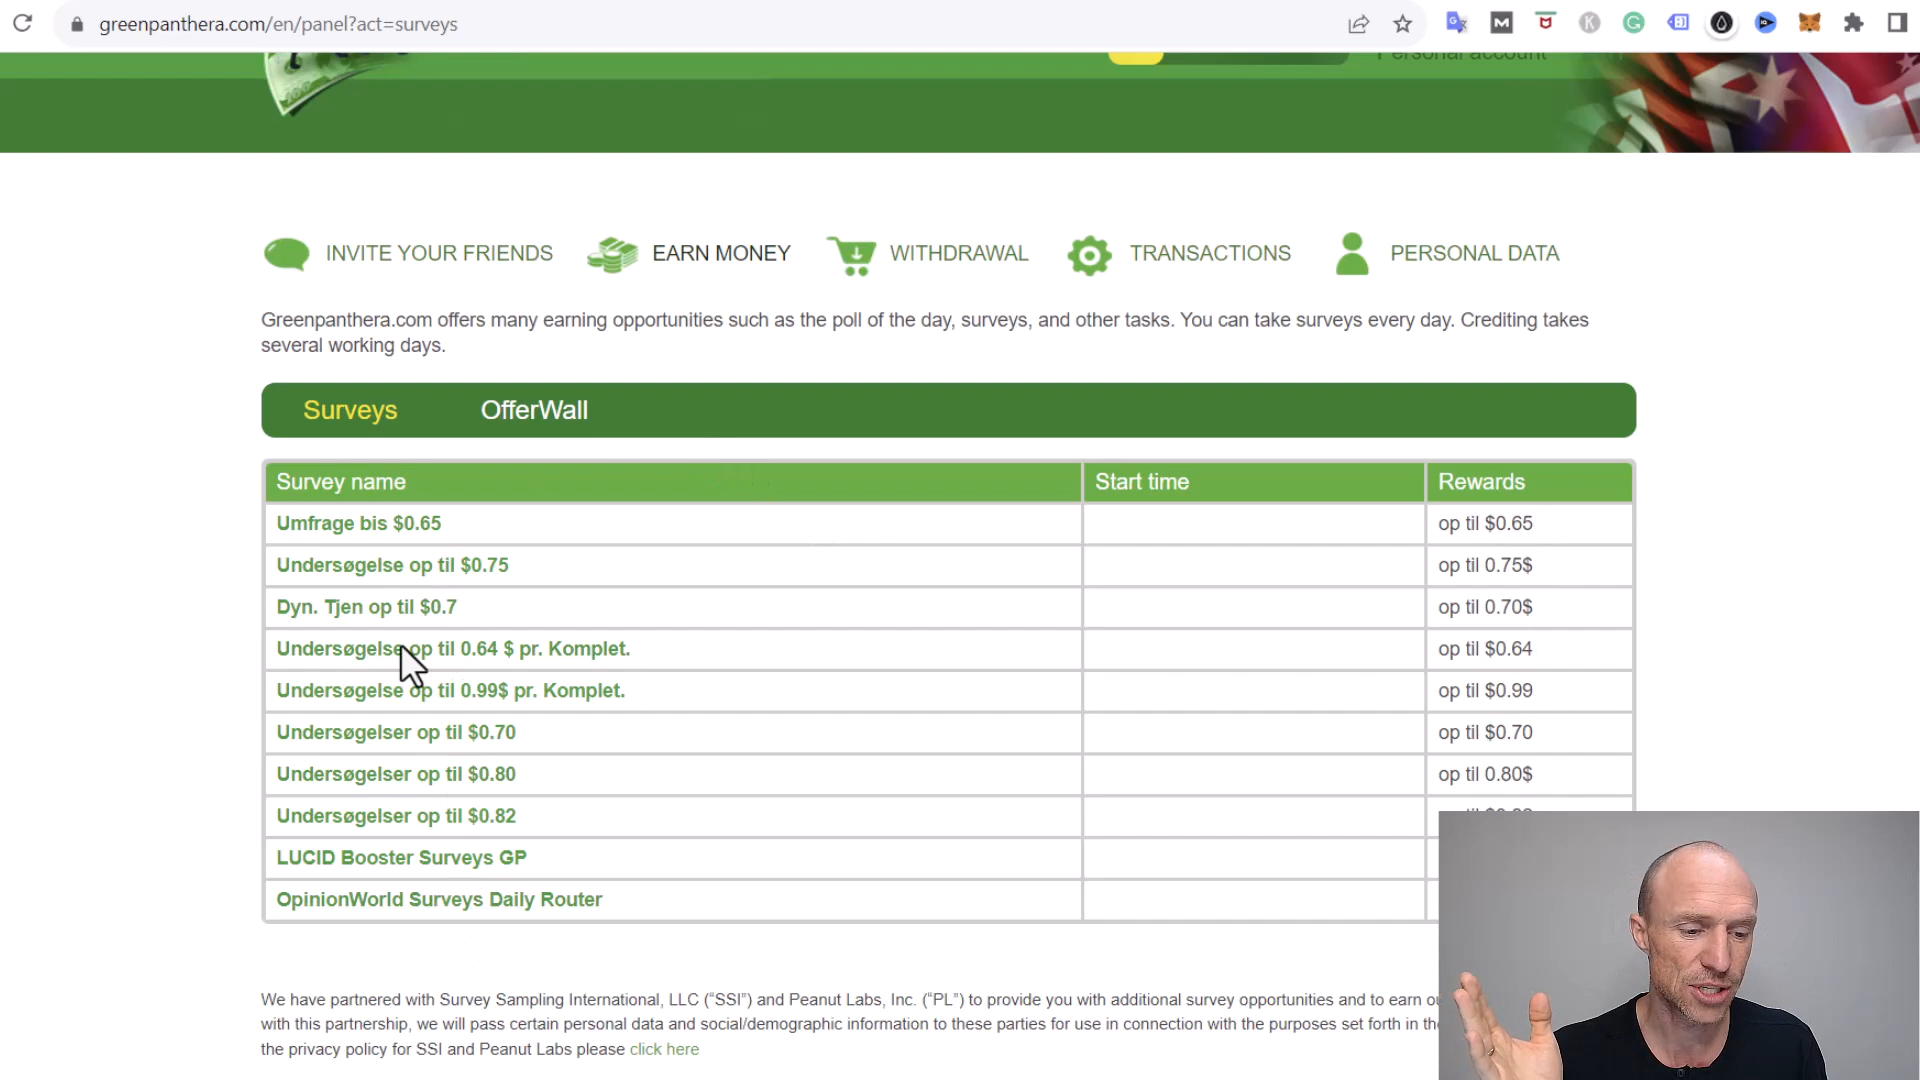 greenpanthera.com/en/panel?act=surveys
Personal account
INVITE YOUR FRIENDS
EARN MONEY
WITHDRAWAL
TRANSACTIONS
PERSONAL DATA
Greenpanthera.com offers many earning opportunities such as the poll of the day, surveys, and other tasks. You can take surveys every day. Crediting takes
several working days.
Surveys
OfferWall
Survey name
Start time
Rewards
Umfrage bis $0.65
op til $0.65
Undersøgelse op til $0.75
op til 0.75$
Dyn. Tjen op til $0.7
op til 0.70$
Undersøgelse op til 0.64 $ pr. Komplet.
op til $0.64
Undersøgelse op til 0.99$ pr. Komplet.
op til $0.99
Undersøgelser op til $0.70
op til $0.70
Undersøgelser op til $0.80
op til 0.80$
Undersøgelser op til $0.82
LUCID Booster Surveys GP
OpinionWorld Surveys Daily Router
We have partnered with Survey Sampling International, LLC (“SSI”) and Peanut Labs, Inc. (“PL”) to provide you with additional survey opportunities and to earn
with this partnership, we will pass certain personal data and social/demographic information to these parties for use in connection with the purposes set forth in the
the privacy policy for SSI and Peanut Labs please click here